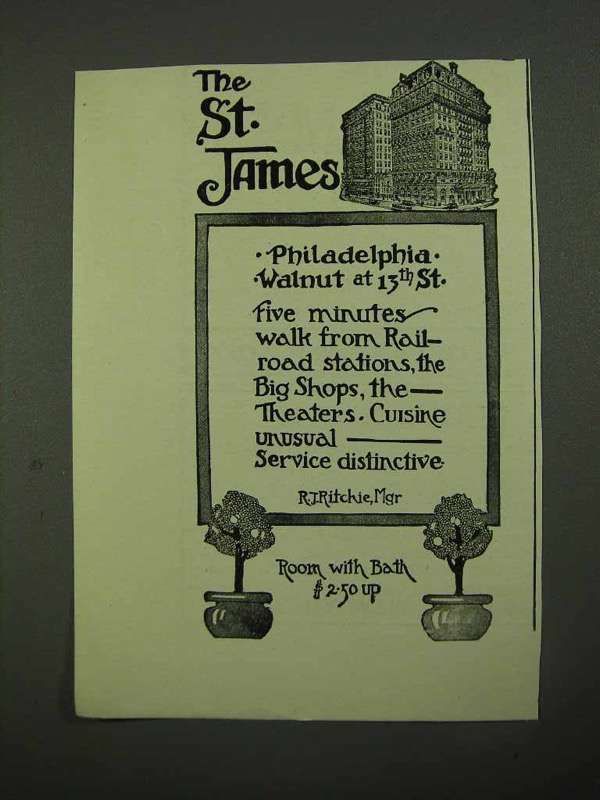 The
St.
James
·Philadelphia·
·Walnut at 13th St·
five minutes
walk from Rail-
road stations, the
Big Shops, the —
Theaters. Cuisine
unusual —
Service distinctive·
R.J.Ritchie, Mgr
Room with Bath
$2.50 up